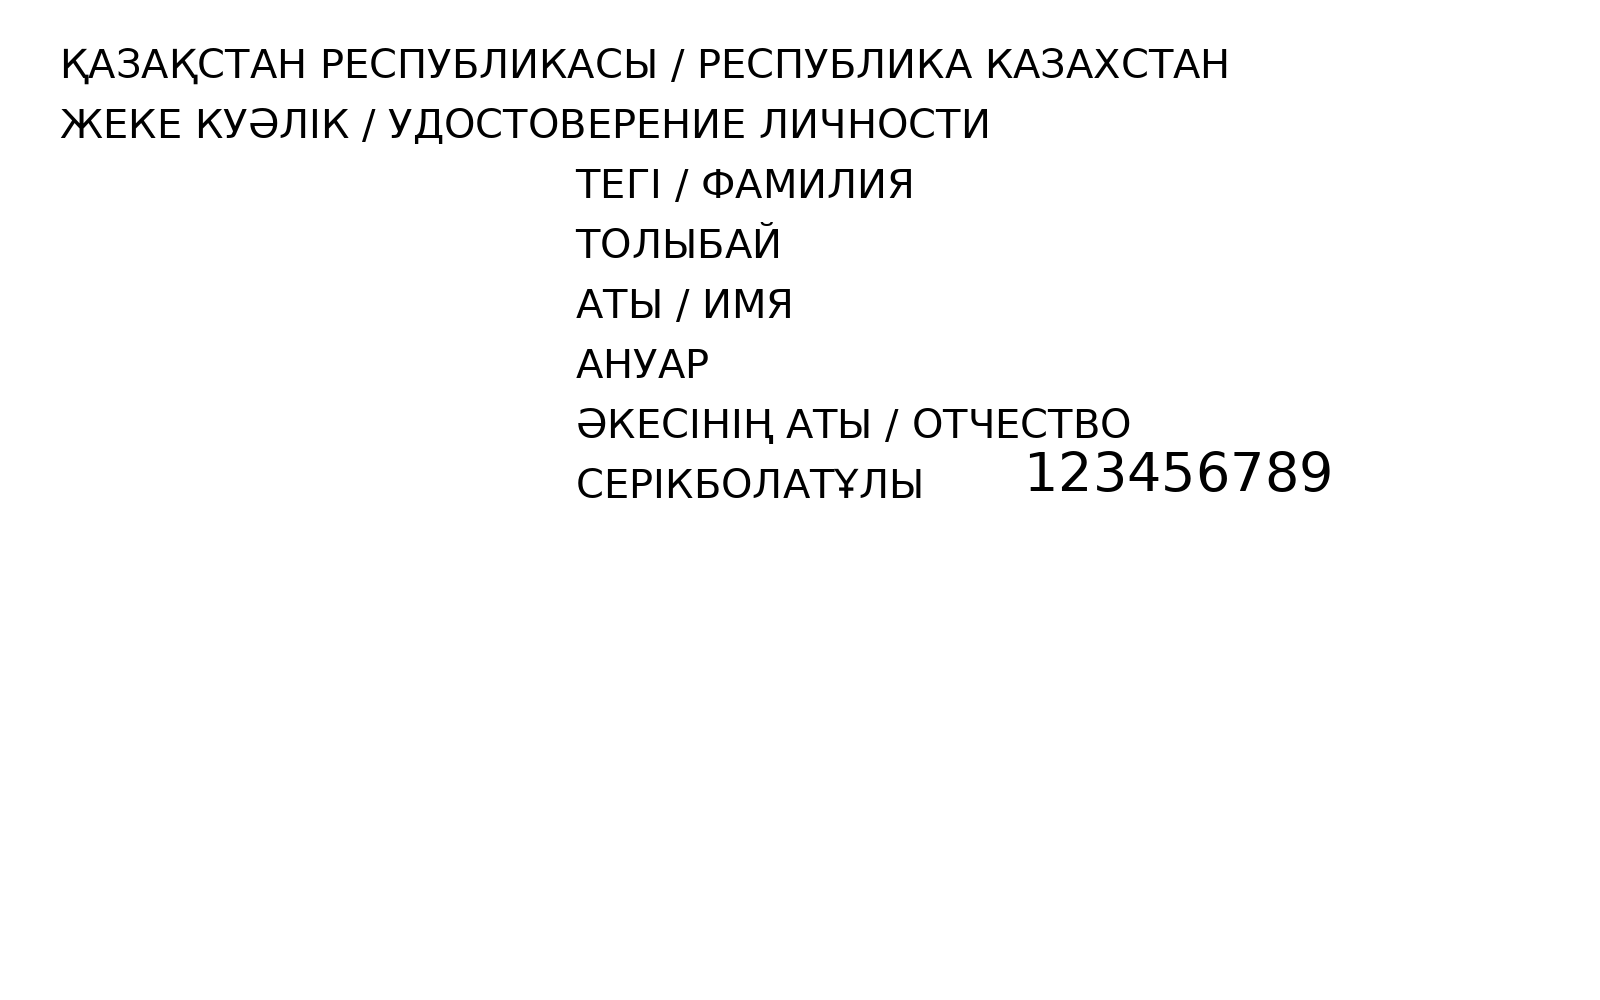 ҚАЗАҚСТАН РЕСПУБЛИКАСЫ / РЕСПУБЛИКА КАЗАХСТАН
ЖЕКЕ КУӘЛІК / УДОСТОВЕРЕНИЕ ЛИЧНОСТИ
ТЕГІ / ФАМИЛИЯ
ТОЛЫБАЙ
АТЫ / ИМЯ
АНУАР
ӘКЕСІНІҢ АТЫ / ОТЧЕСТВО
СЕРІКБОЛАТҰЛЫ
123456789